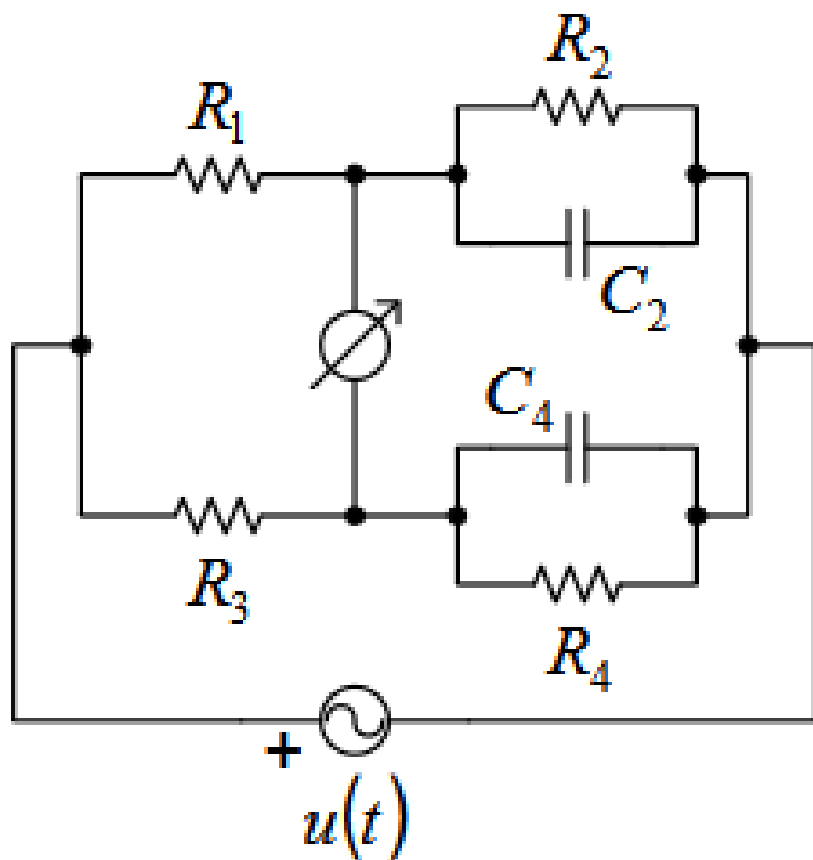 R₂
R₁
C₂
C₄
R₃
R₄
+
u(t)